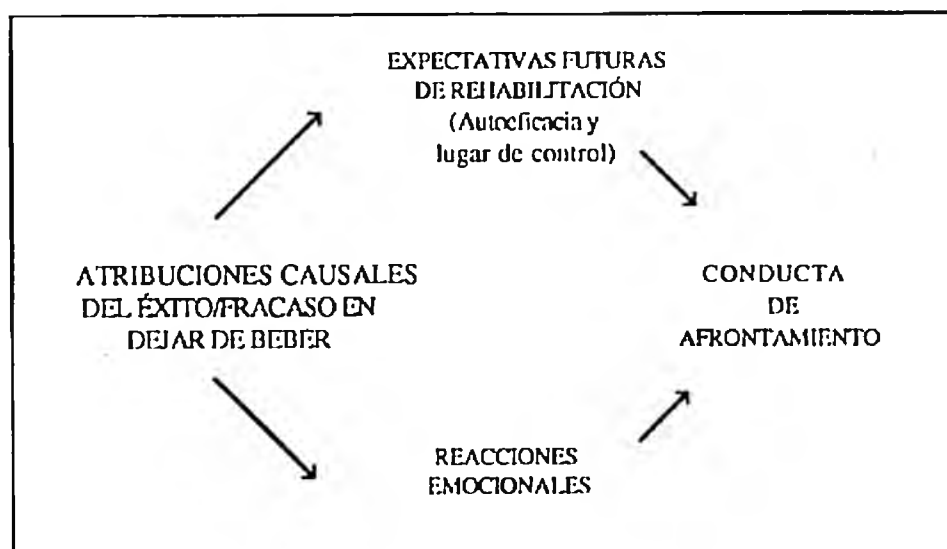 EXPECTATIVAS FUTURAS
DE REHABILITACIÓN
(Autoeficacia y
lugar de control)
ATRIBUCIONES CAUSALES
DEL ÉXITO/FRACASO EN
DEJAR DE BEBER
CONDUCTA
DE
AFRONTAMIENTO
REACCIONES
EMOCIONALES